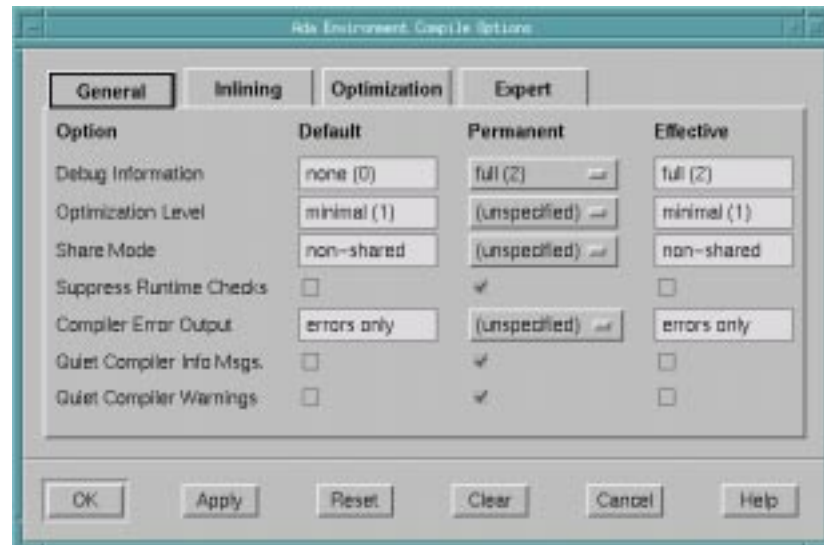 Ada Environment Compile Options
General Inlining Optimization Expert
Option Default Permanent Effective
Debug Information none (0) full (2) full (2)
Optimization Level minimal (1) (unspecified) minimal (1)
Share Mode non-shared (unspecified) non-shared
Suppress Runtime Checks
Compiler Error Output errors only (unspecified) errors only
Quiet Compiler Info Msgs.
Quiet Compiler Warnings
OK Apply Reset Clear Cancel Help